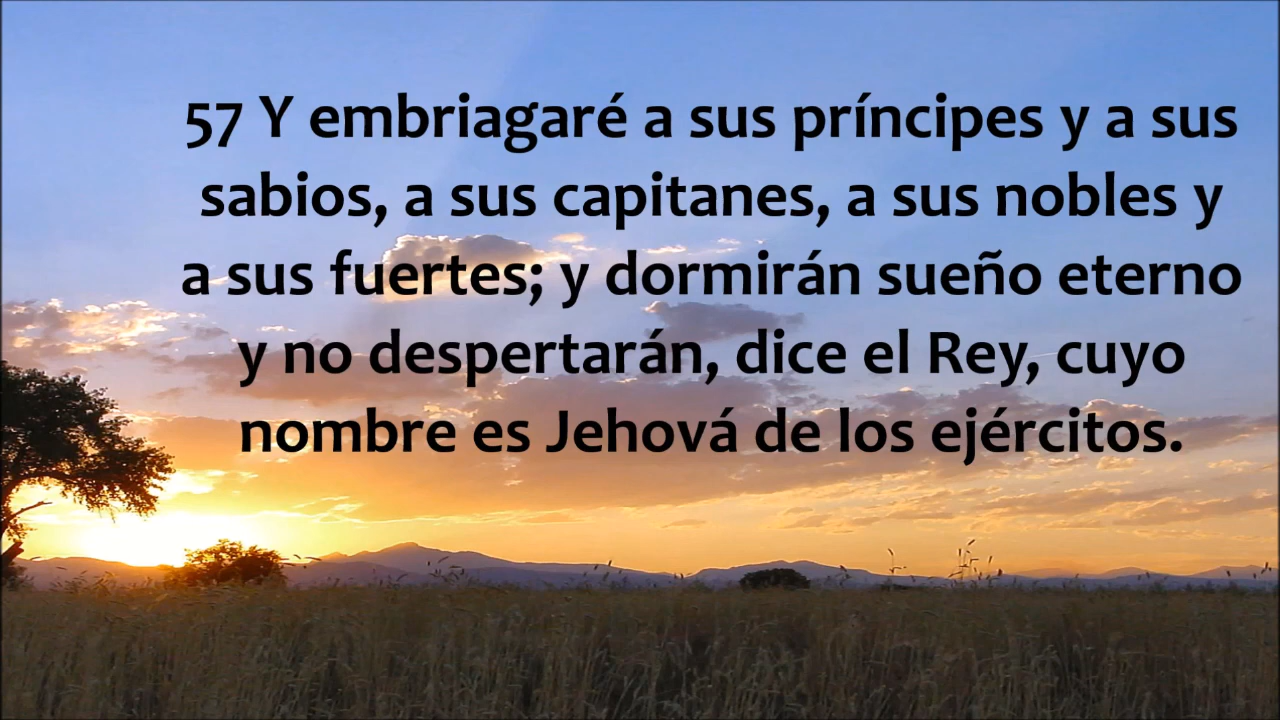 57 Y embriagaré a sus príncipes y a sus
sabios, a sus capitanes, a sus nobles y
a sus fuertes; y dormirán sueño eterno
y no despertarán, dice el Rey, cuyo
nombre es Jehová de los ejércitos.